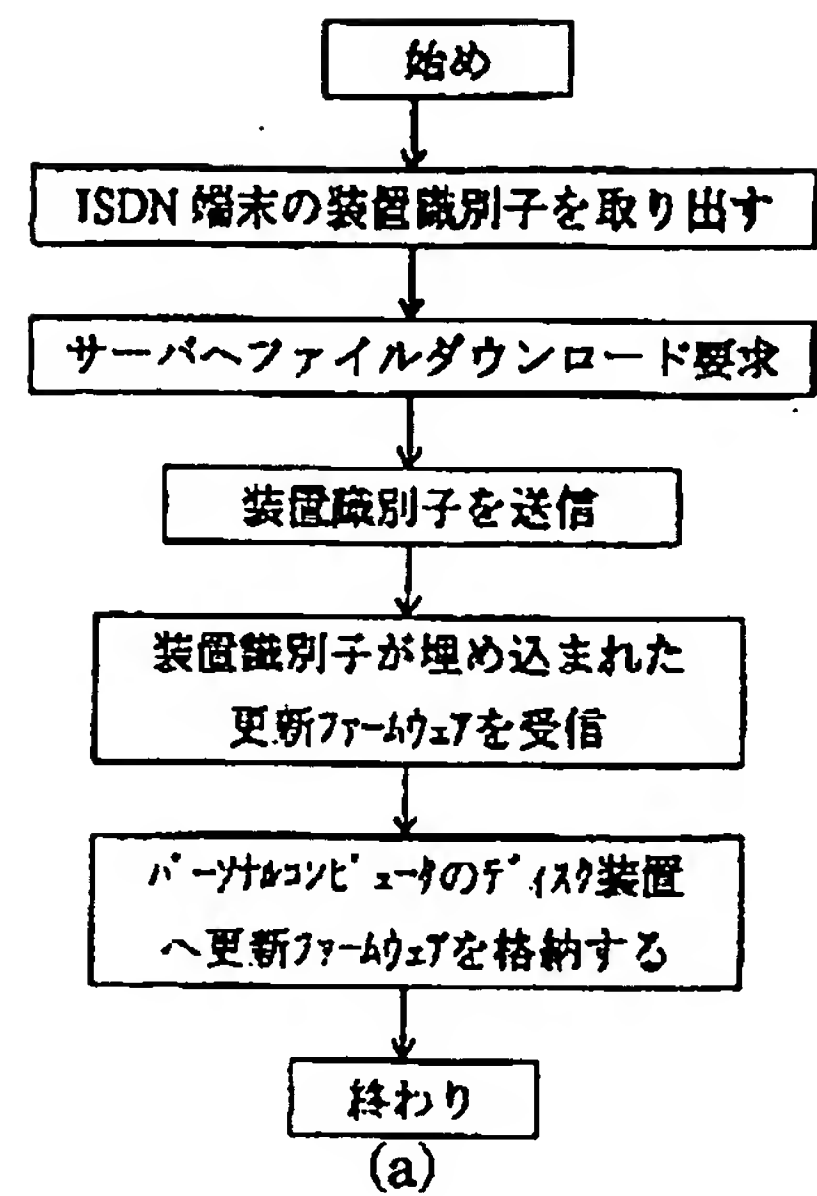 始め
ISDN 端末の装置識別子を取り出す
サーバへファイルダウンロード要求
装置識別子を送信
装置識別子が埋め込まれた
更新ﾌｧｰﾑｳｪｱを受信
ﾊﾟｰｿﾅﾙｺﾝﾋﾟｭｰﾀのﾃﾞｨｽｸ装置
へ更新ﾌｧｰﾑｳｪｱを格納する
終わり
(a)